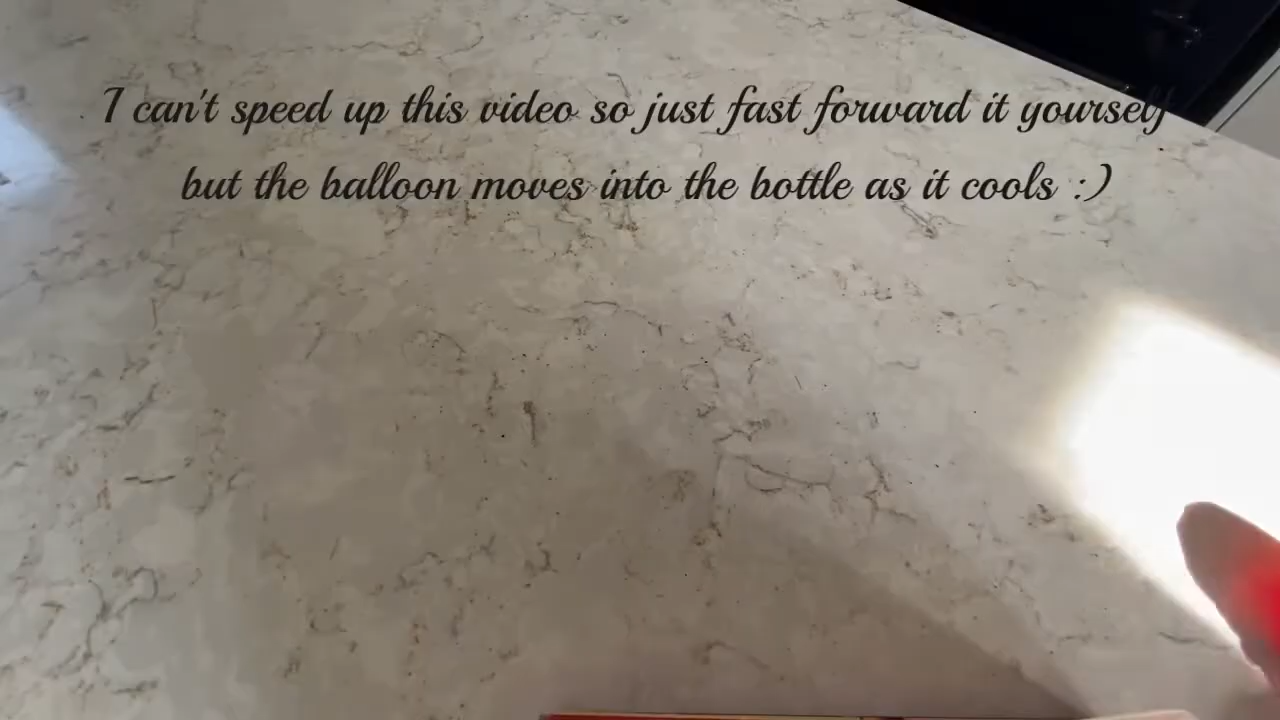 I can't speed up this video so just fast forward it yourself
but the balloon moves into the bottle as it cools :)